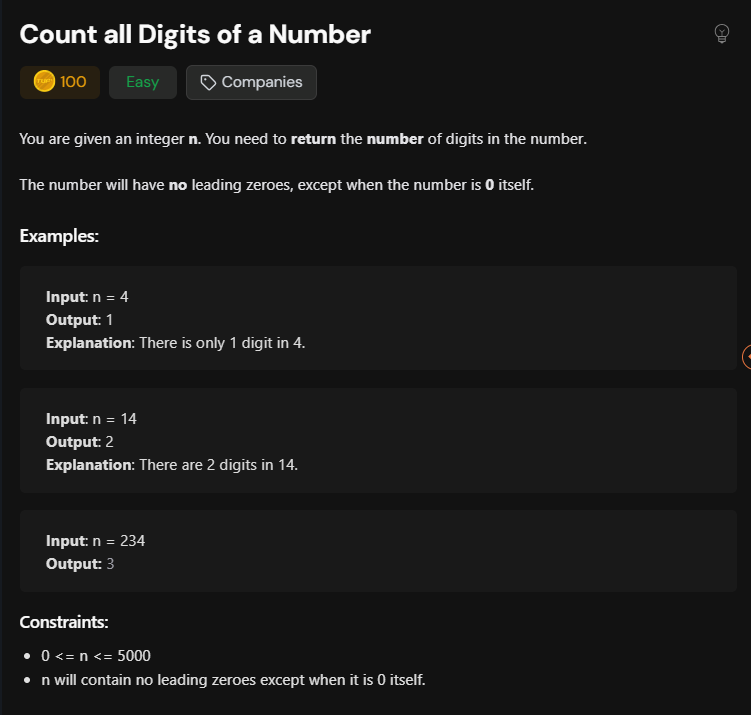 Count all Digits of a Number
100
Easy
Companies
You are given an integer n. You need to return the number of digits in the number.
The number will have no leading zeroes, except when the number is 0 itself.
Examples:
Input: n = 4
Output: 1
Explanation: There is only 1 digit in 4.
Input: n = 14
Output: 2
Explanation: There are 2 digits in 14.
Input: n = 234
Output: 3
Constraints:
• 0 <= n <= 5000
• n will contain no leading zeroes except when it is 0 itself.